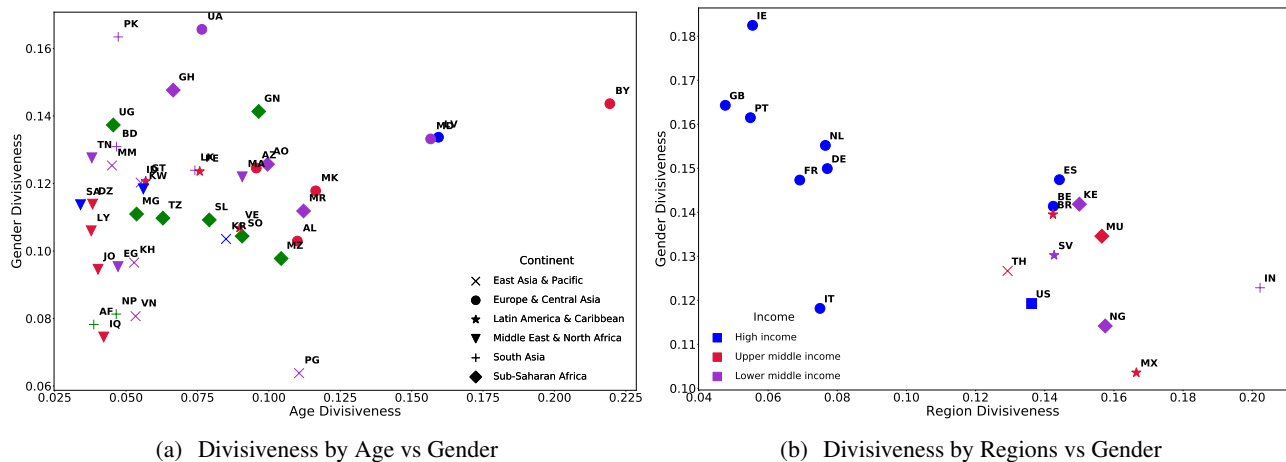 PK
UA
0.16
GH
BY
GN
0.14
UG
BD
MD
LV
TN
MM
LK
PE
AZ
AO
GT
ID
KW
MA
0.12
SA
DZ
MK
MG
TZ
SL
VE
MR
LY
KR
SO
AL
0.10
JO
EG
KH
MZ
NP
VN
AF
IQ
0.08
PG
0.06
Gender Divisiveness
Continent
East Asia & Pacific
Europe & Central Asia
Latin America & Caribbean
Middle East & North Africa
South Asia
Sub-Saharan Africa
0.025 0.050 0.075 0.100 0.125 0.150 0.175 0.200 0.225
Age Divisiveness
(a) Divisiveness by Age vs Gender
IE
0.18
0.17
GB
PT
0.16
NL
DE
0.15
FR
ES
BE
KE
BR
0.14
MU
SV
0.13
TH
IN
US
0.12
IT
NG
0.11
MX
0.10
Gender Divisiveness
Income
High income
Upper middle income
Lower middle income
0.04 0.06 0.08 0.10 0.12 0.14 0.16 0.18 0.20
Region Divisiveness
(b) Divisiveness by Regions vs Gender